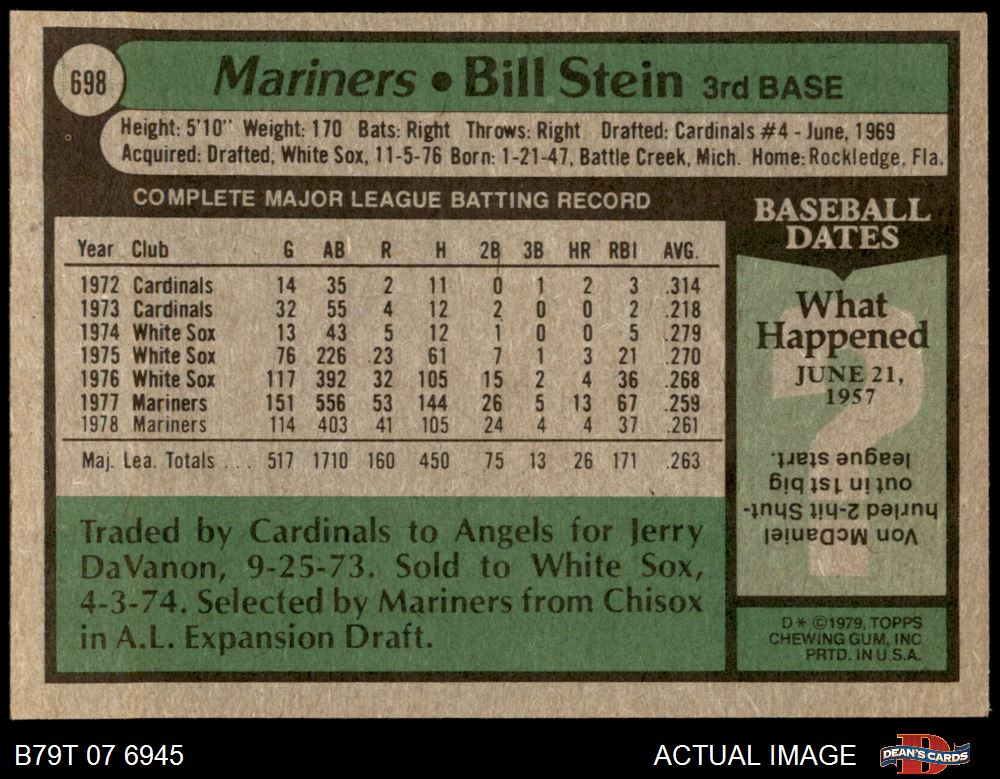 698
Mariners • Bill Stein 3rd BASE
Height: 5'10" Weight: 170 Bats: Right Throws: Right Drafted: Cardinals #4 - June, 1969
Acquired: Drafted, White Sox, 11-5-76 Born: 1-21-47, Battle Creek, Mich. Home: Rockledge, Fla.
COMPLETE MAJOR LEAGUE BATTING RECORD
Year Club G AB R H 2B 3B HR RBI AVG.
1972 Cardinals 14 35 2 11 0 1 2 3 .314
1973 Cardinals 32 55 4 12 2 0 0 2 .218
1974 White Sox 13 43 5 12 1 0 0 5 .279
1975 White Sox 76 226 23 61 7 1 3 21 .270
1976 White Sox 117 392 32 105 15 2 4 36 .268
1977 Mariners 151 556 53 144 26 5 13 67 .259
1978 Mariners 114 403 41 105 24 4 4 37 .261
Maj. Lea. Totals . . . 517 1710 160 450 75 13 26 171 .263
Traded by Cardinals to Angels for Jerry
DaVanon, 9-25-73. Sold to White Sox,
4-3-74. Selected by Mariners from Chisox
in A.L. Expansion Draft.
BASEBALL
DATES
What
Happened
JUNE 21,
1957
Von McDaniel
hurled 2-hit Shut-
out in 1st big
league start.
D* ©1979, TOPPS
CHEWING GUM, INC
PRTD. IN U.S.A.
B79T 07 6945
ACTUAL IMAGE
DEAN'S CARDS